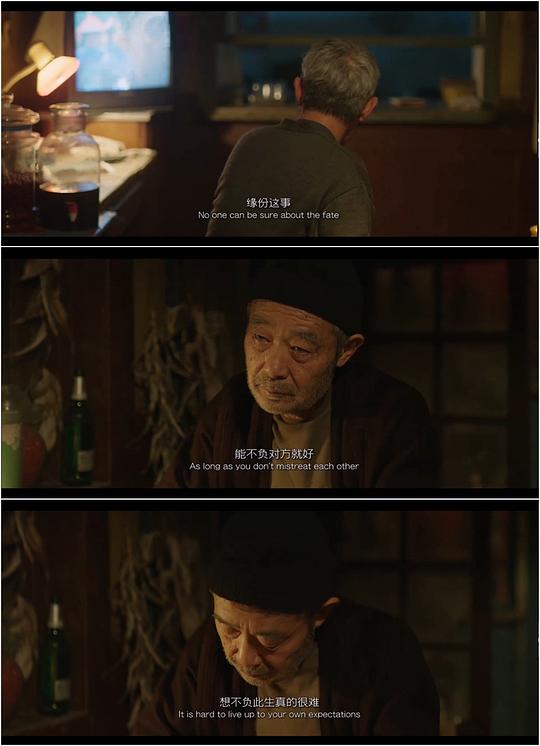 缘份这事
No one can be sure about the fate
能不负对方就好
As long as you don't mistreat each other
想不负此生真的很难
It is hard to live up to your own expectations